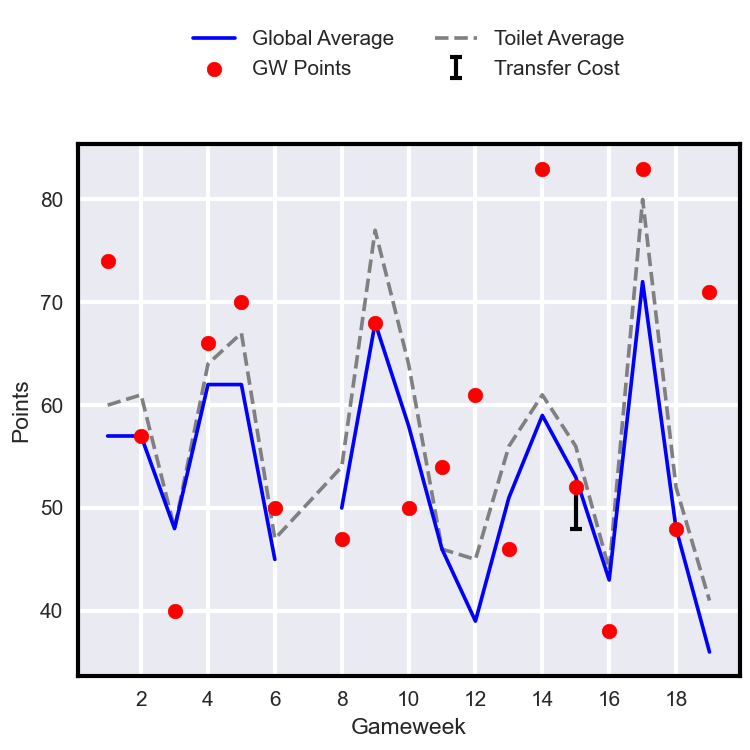 Global Average Toilet Average
GW Points Transfer Cost
80
70
60
50
40
Points
2 4 6 8 10 12 14 16 18
Gameweek